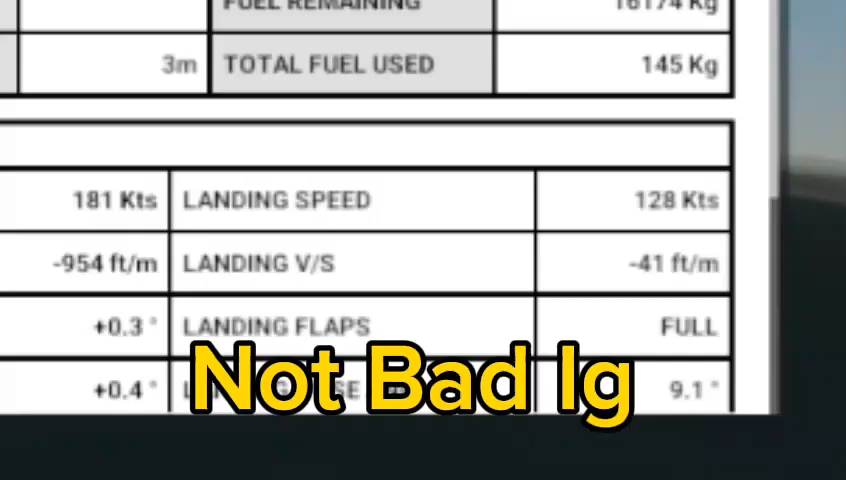 FUEL REMAINING 16174 Kg
3m TOTAL FUEL USED 145 Kg
181 Kts LANDING SPEED 128 Kts
-954 ft/m LANDING V/S -41 ft/m
+0.3 ° LANDING FLAPS FULL
+0.4 ° 9.1 °
Not Bad Ig